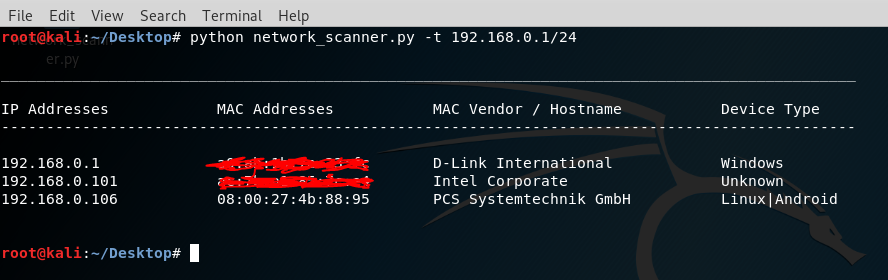 File Edit View Search Terminal Help
root@kali:~/Desktop# python network_scanner.py -t 192.168.0.1/24
er.py
IP Addresses MAC Addresses MAC Vendor / Hostname Device Type
192.168.0.1 D-Link International Windows
192.168.0.101 Intel Corporate Unknown
192.168.0.106 08:00:27:4b:88:95 PCS Systemtechnik GmbH Linux|Android
root@kali:~/Desktop#